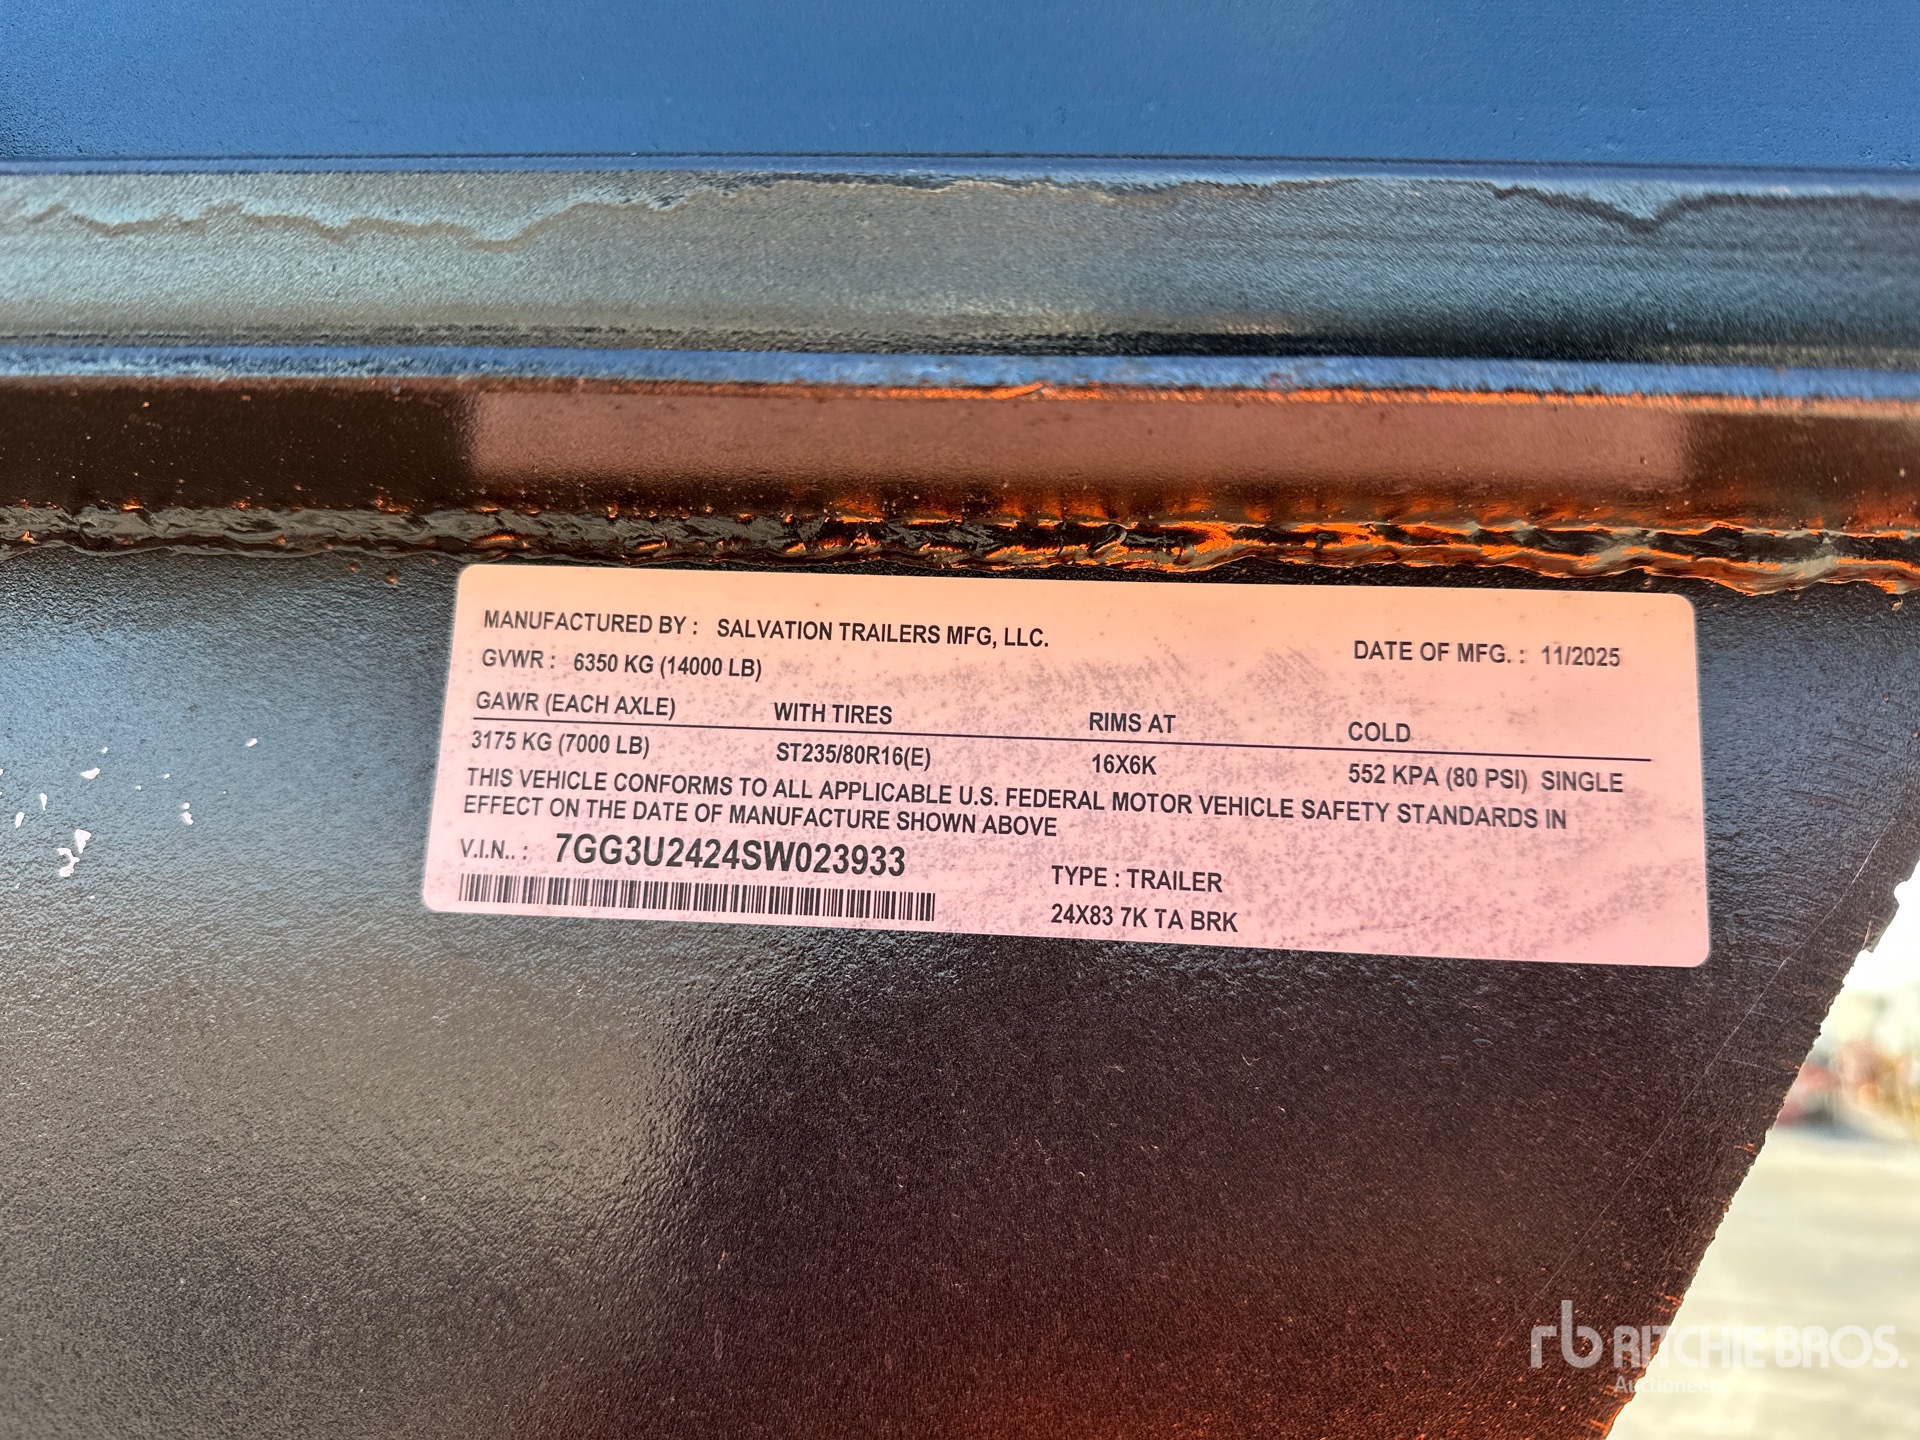 MANUFACTURED BY : SALVATION TRAILERS MFG, LLC.
DATE OF MFG. : 11/2025
GVWR : 6350 KG (14000 LB)
GAWR (EACH AXLE) WITH TIRES RIMS AT COLD
3175 KG (7000 LB) ST235/80R16(E) 16X6K 552 KPA (80 PSI) SINGLE
THIS VEHICLE CONFORMS TO ALL APPLICABLE U.S. FEDERAL MOTOR VEHICLE SAFETY STANDARDS IN
EFFECT ON THE DATE OF MANUFACTURE SHOWN ABOVE
V.I.N.. : 7GG3U2424SW023933
TYPE : TRAILER
24X83 7K TA BRK
rb RITCHIE BROS.
Auctioneers